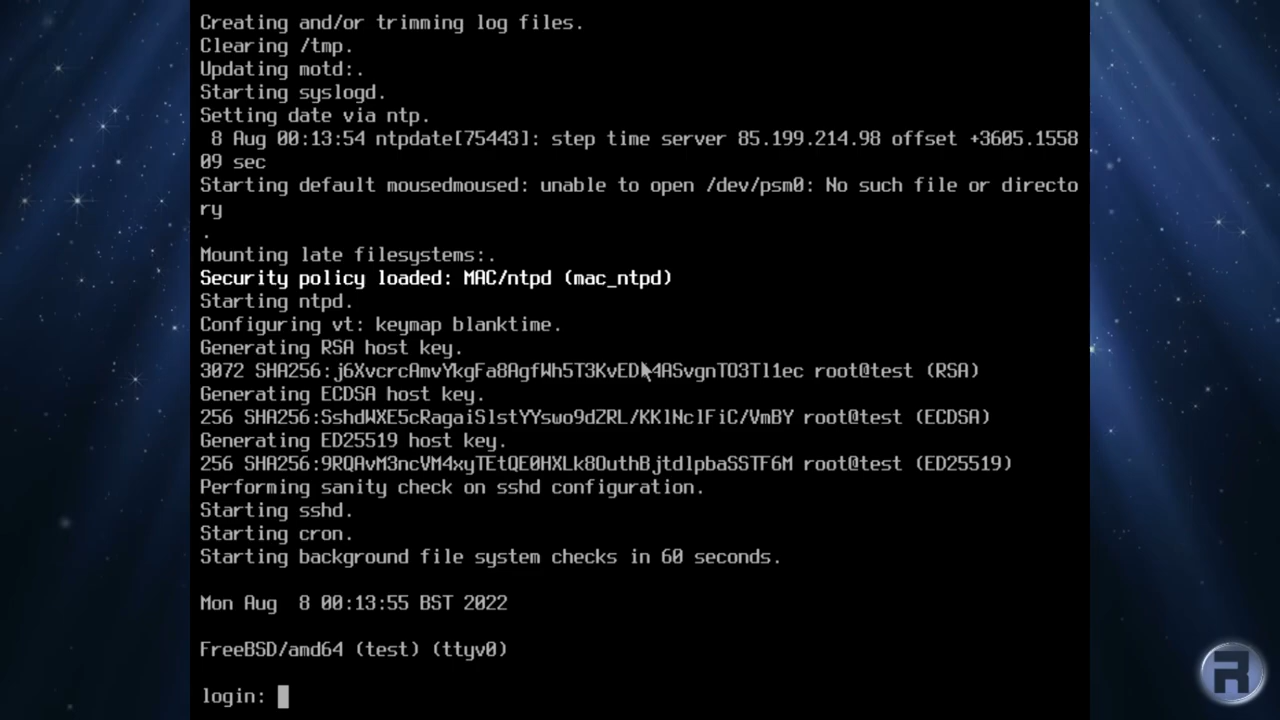 Creating and/or trimming log files.
Clearing /tmp.
Updating motd:.
Starting syslogd.
Setting date via ntp.
 8 Aug 00:13:54 ntpdate[75443]: step time server 85.199.214.98 offset +3605.1558
09 sec
Starting default mousedmoused: unable to open /dev/psm0: No such file or directo
ry
.
Mounting late filesystems:.
Security policy loaded: MAC/ntpd (mac_ntpd)
Starting ntpd.
Configuring vt: keymap blanktime.
Generating RSA host key.
3072 root@test (RSA)
Generating ECDSA host key.
256 SHA256:SshdWXE5cRagaiSlstYYswo9dZRL/KKlNclFiC/VmBY root@test (ECDSA)
Generating ED25519 host key.
256 SHA256:9RQAvM3ncVM4xyTEtQE0HXLk8OuthBjtdlpbaSSTF6M root@test (ED25519)
Performing sanity check on sshd configuration.
Starting sshd.
Starting cron.
Starting background file system checks in 60 seconds.
Mon Aug  8 00:13:55 BST 2022
FreeBSD/amd64 (test) (ttyv0)
login:
R